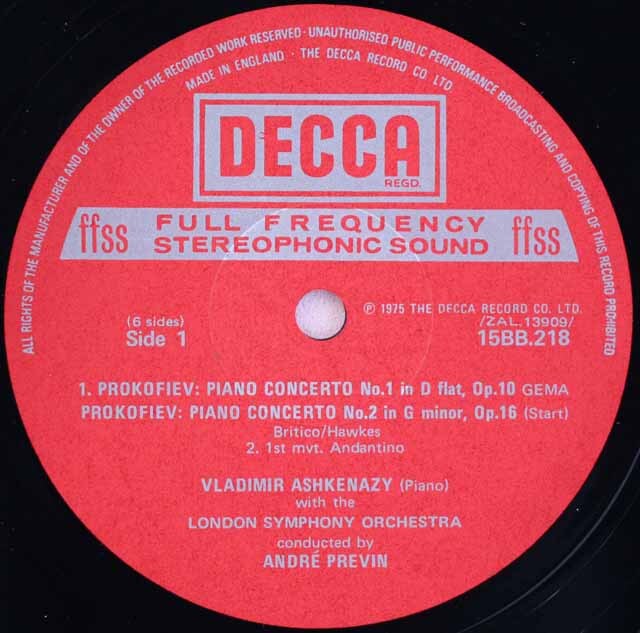 ALL RIGHTS OF THE MANUFACTURER AND OF THE OWNER OF THE RECORDED WORK RESERVED · UNAUTHORISED PUBLIC PERFORMANCE BROADCASTING AND COPYING OF THIS RECORD PROHIBITED
MADE IN ENGLAND · THE DECCA RECORD CO LTD
DECCA
REGD.
ffss FULL FREQUENCY ffss
STEREOPHONIC SOUND
℗ 1975 THE DECCA RECORD CO. LTD.
(6 sides) /ZAL.13909/
Side 1 15BB.218
1. PROKOFIEV: PIANO CONCERTO No.1 in D flat, Op.10 GEMA
PROKOFIEV: PIANO CONCERTO No.2 in G minor, Op.16 (Start)
Britico/Hawkes
2. 1st mvt. Andantino
VLADIMIR ASHKENAZY (Piano)
with the
LONDON SYMPHONY ORCHESTRA
conducted by
ANDRÉ PREVIN